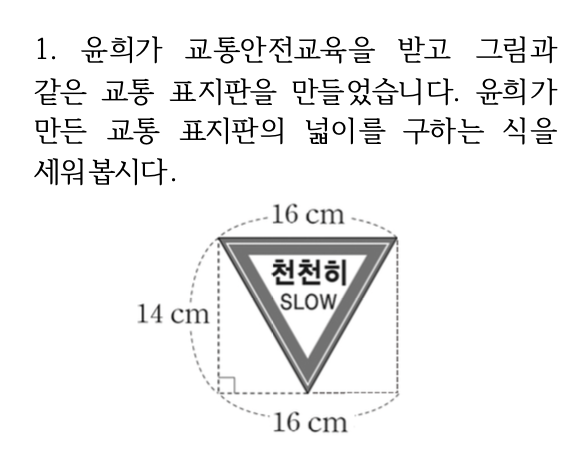 1. 윤희가 교통안전교육을 받고 그림과
같은 교통 표지판을 만들었습니다. 윤희가
만든 교통 표지판의 넓이를 구하는 식을
세워봅시다.
16 cm
천천히
SLOW
14 cm
16 cm